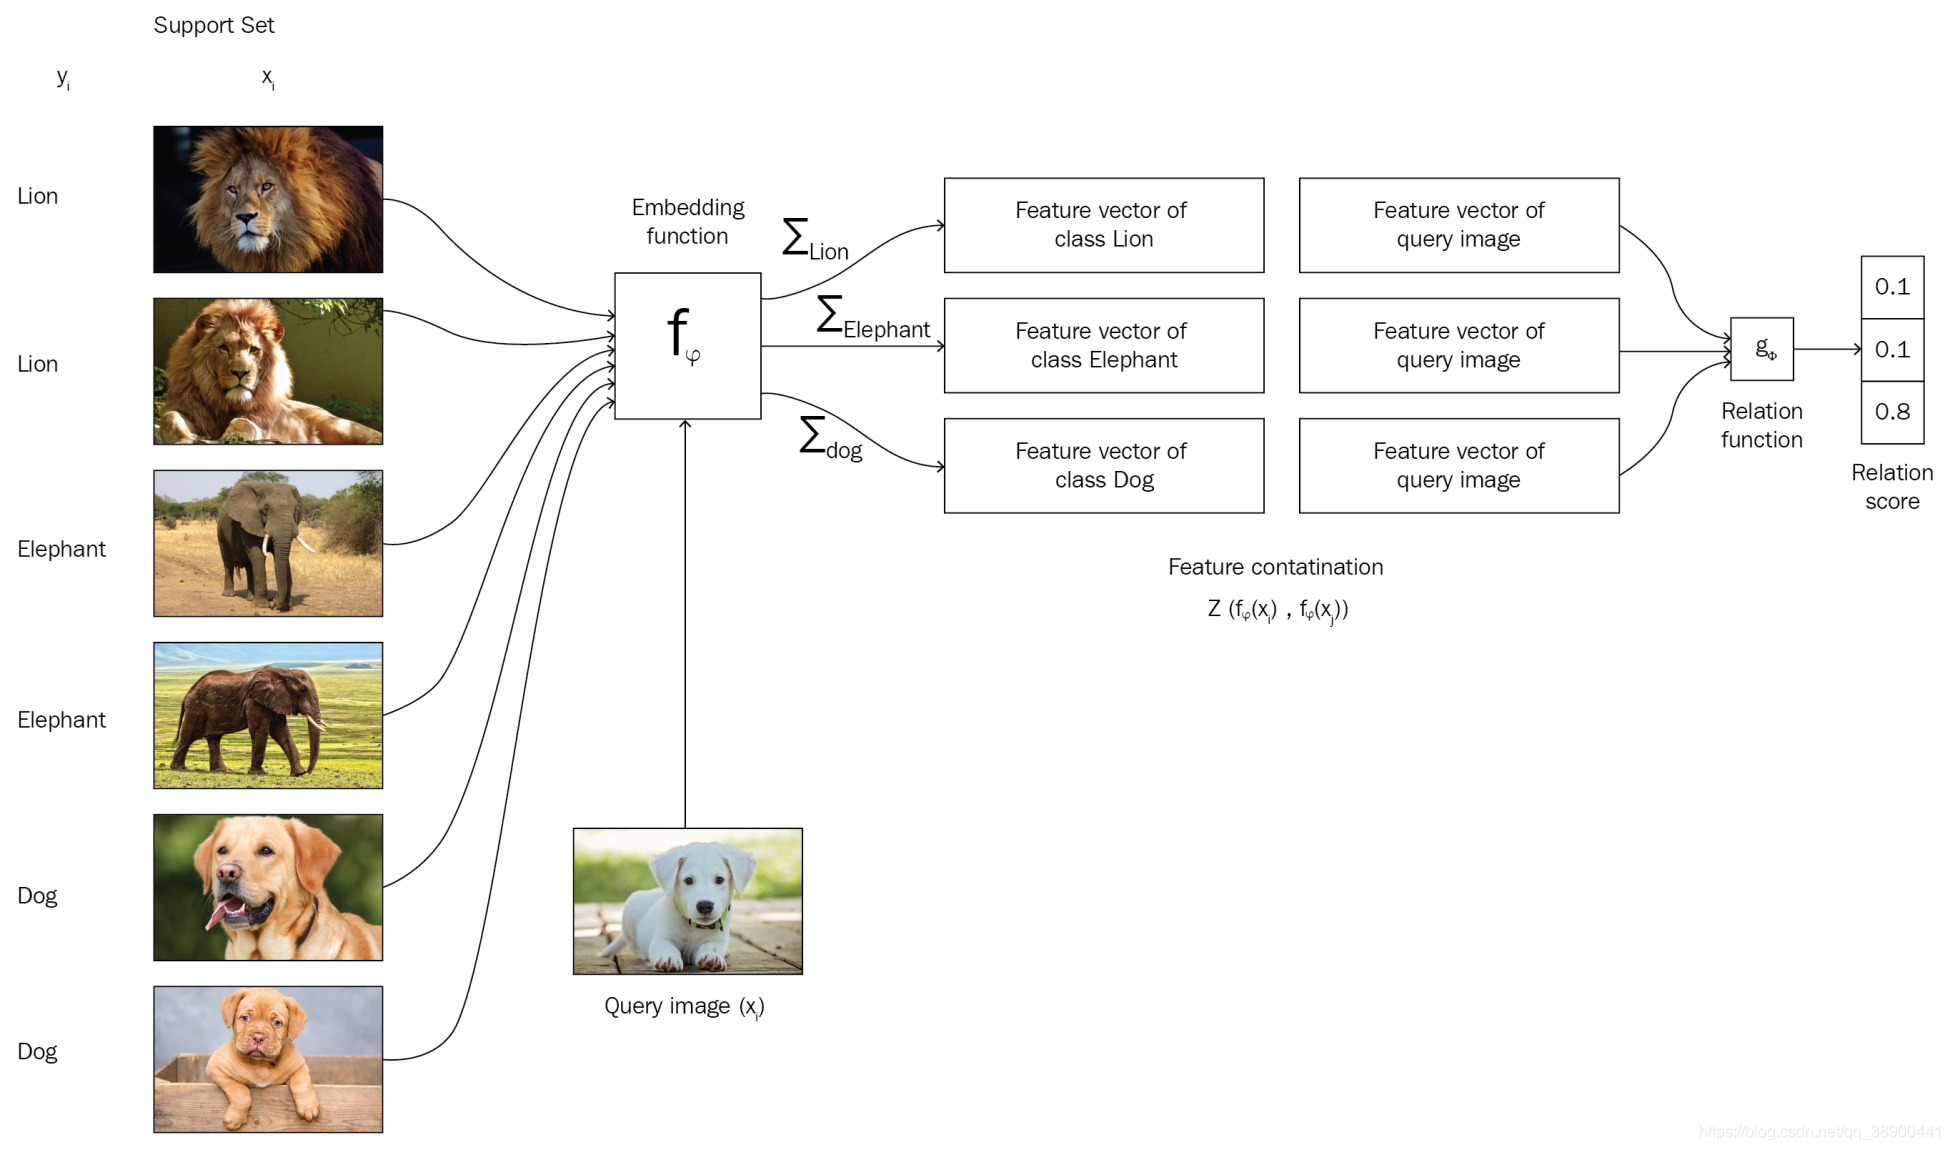 Support Set
yᵢ
xᵢ
Lion
Lion
Elephant
Elephant
Dog
Dog
Embedding
function
fφ
Query image (xⱼ)
∑Lion
∑Elephant
∑dog
Feature vector of
class Lion
Feature vector of
query image
Feature vector of
class Elephant
Feature vector of
query image
Feature vector of
class Dog
Feature vector of
query image
Feature contatination
Z (fφ(xᵢ) , fφ(xⱼ))
gΦ
Relation
function
0.1
0.1
0.8
Relation
score
https://blog.csdn.net/qq_38900441